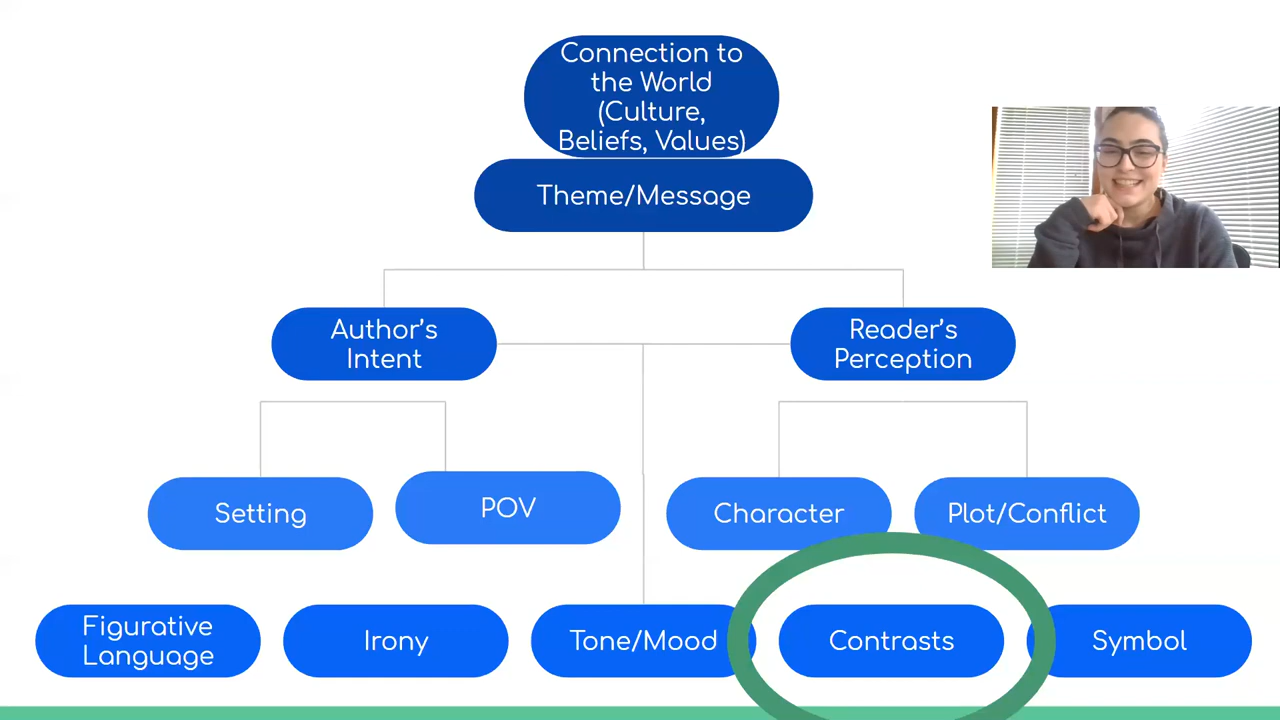 Connection to
the World
(Culture,
Beliefs, Values)
Theme/Message
Author's
Intent
Reader's
Perception
Setting
POV
Character
Plot/Conflict
Figurative
Language
Irony
Tone/Mood
Contrasts
Symbol